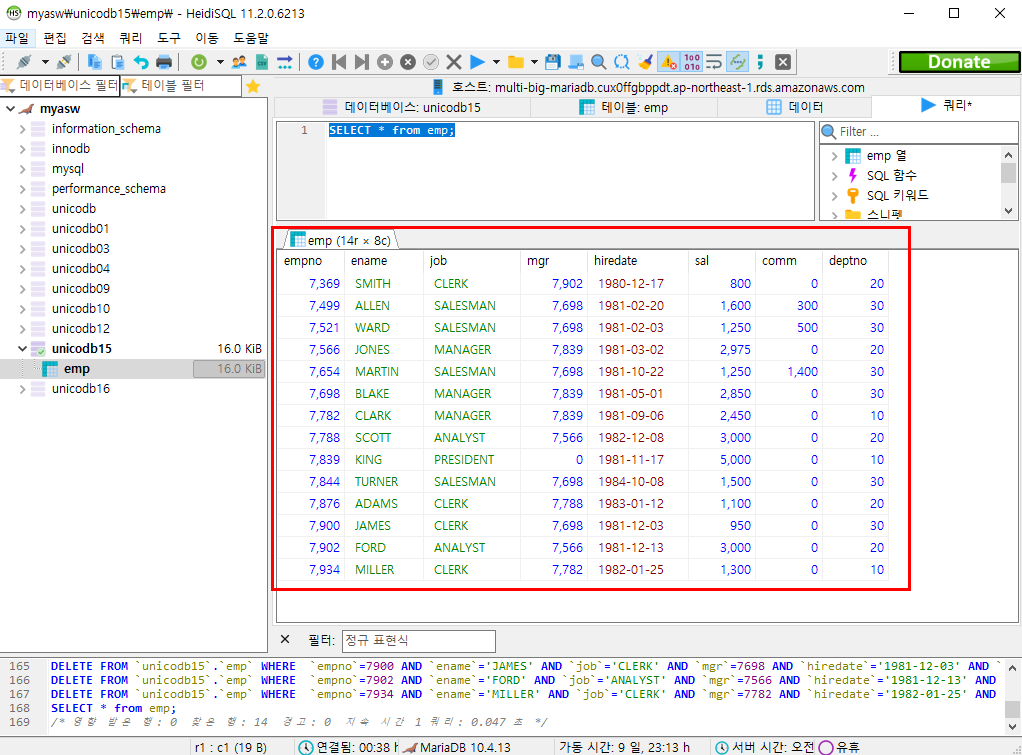 myasw\unicodb15\emp\ - HeidiSQL 11.2.0.6213
파일 편집 검색 쿼리 도구 이동 도움말
Donate
데이터베이스 필터 테이블 필터
호스트: multi-big-mariadb.cux0ffgbppdt.ap-northeast-1.rds.amazonaws.com
데이터베이스: unicodb15 테이블: emp 데이터 쿼리*
myasw
information_schema
innodb
mysql
performance_schema
unicodb
unicodb01
unicodb03
unicodb04
unicodb09
unicodb10
unicodb12
unicodb15 16.0 KiB
emp 16.0 KiB
unicodb16
1 SELECT * from emp;
Filter ...
emp 열
SQL 함수
SQL 키워드
스니펫
emp (14r × 8c)
empno ename job mgr hiredate sal comm deptno
7,369 SMITH CLERK 7,902 1980-12-17 800 0 20
7,499 ALLEN SALESMAN 7,698 1981-02-20 1,600 300 30
7,521 WARD SALESMAN 7,698 1981-02-03 1,250 500 30
7,566 JONES MANAGER 7,839 1981-03-02 2,975 0 20
7,654 MARTIN SALESMAN 7,698 1981-10-22 1,250 1,400 30
7,698 BLAKE MANAGER 7,839 1981-05-01 2,850 0 30
7,782 CLARK MANAGER 7,839 1981-09-06 2,450 0 10
7,788 SCOTT ANALYST 7,566 1982-12-08 3,000 0 20
7,839 KING PRESIDENT 0 1981-11-17 5,000 0 10
7,844 TURNER SALESMAN 7,698 1984-10-08 1,500 0 30
7,876 ADAMS CLERK 7,788 1983-01-12 1,100 0 20
7,900 JAMES CLERK 7,698 1981-12-03 950 0 30
7,902 FORD ANALYST 7,566 1981-12-13 3,000 0 20
7,934 MILLER CLERK 7,782 1982-01-25 1,300 0 10
필터: 정규 표현식
165 DELETE FROM `unicodb15`.`emp` WHERE  `empno`=7900 AND `ename`='JAMES' AND `job`='CLERK' AND `mgr`=7698 AND `hiredate`='1981-12-03' AND `
166 DELETE FROM `unicodb15`.`emp` WHERE  `empno`=7902 AND `ename`='FORD' AND `job`='ANALYST' AND `mgr`=7566 AND `hiredate`='1981-12-13' AND
167 DELETE FROM `unicodb15`.`emp` WHERE  `empno`=7934 AND `ename`='MILLER' AND `job`='CLERK' AND `mgr`=7782 AND `hiredate`='1982-01-25' AND
168 SELECT * from emp;
169 /* 영향 받은 행: 0  찾은 행: 14  경고: 0  지속 시간 1 쿼리: 0.047 초 */
r1 : c1 (19 B) 연결됨: 00:38 h MariaDB 10.4.13 가동 시간: 9 일, 23:13 h 서버 시간: 오전 유휴